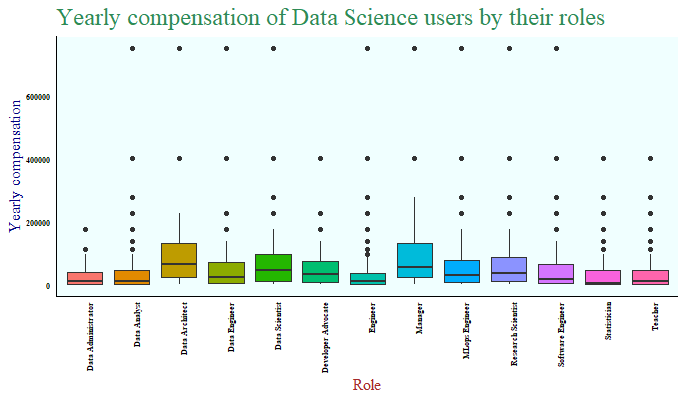 Yearly compensation of Data Science users by their roles
Yearly compensation
600000
400000
200000
0
Data Administrator
Data Analyst
Data Architect
Data Engineer
Data Scientist
Developer Advocate
Engineer
Manager
MLops Engineer
Research Scientist
Software Engineer
Statistician
Teacher
Role